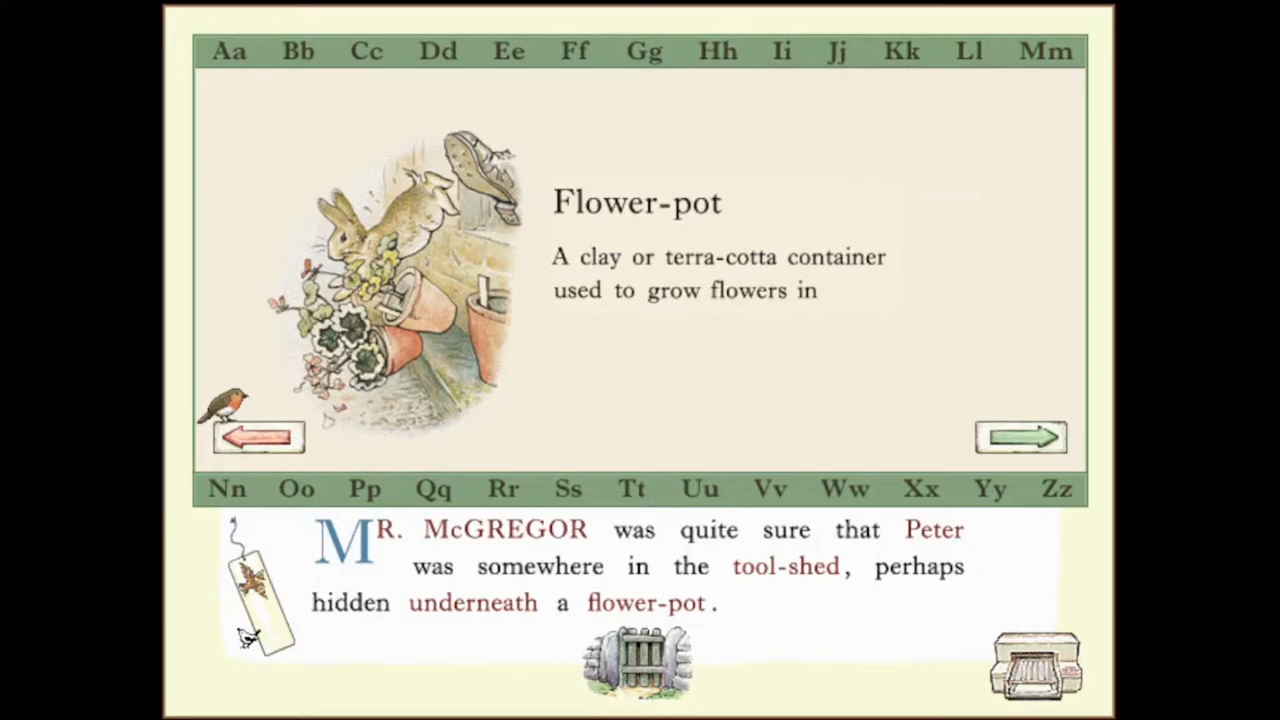 Aa Bb Cc Dd Ee Ff Gg Hh Ii Jj Kk Ll Mm
Flower-pot
A clay or terra-cotta container
used to grow flowers in
Nn Oo Pp Qq Rr Ss Tt Uu Vv Ww Xx Yy Zz
MR. McGREGOR was quite sure that Peter
was somewhere in the tool-shed, perhaps
hidden underneath a flower-pot.